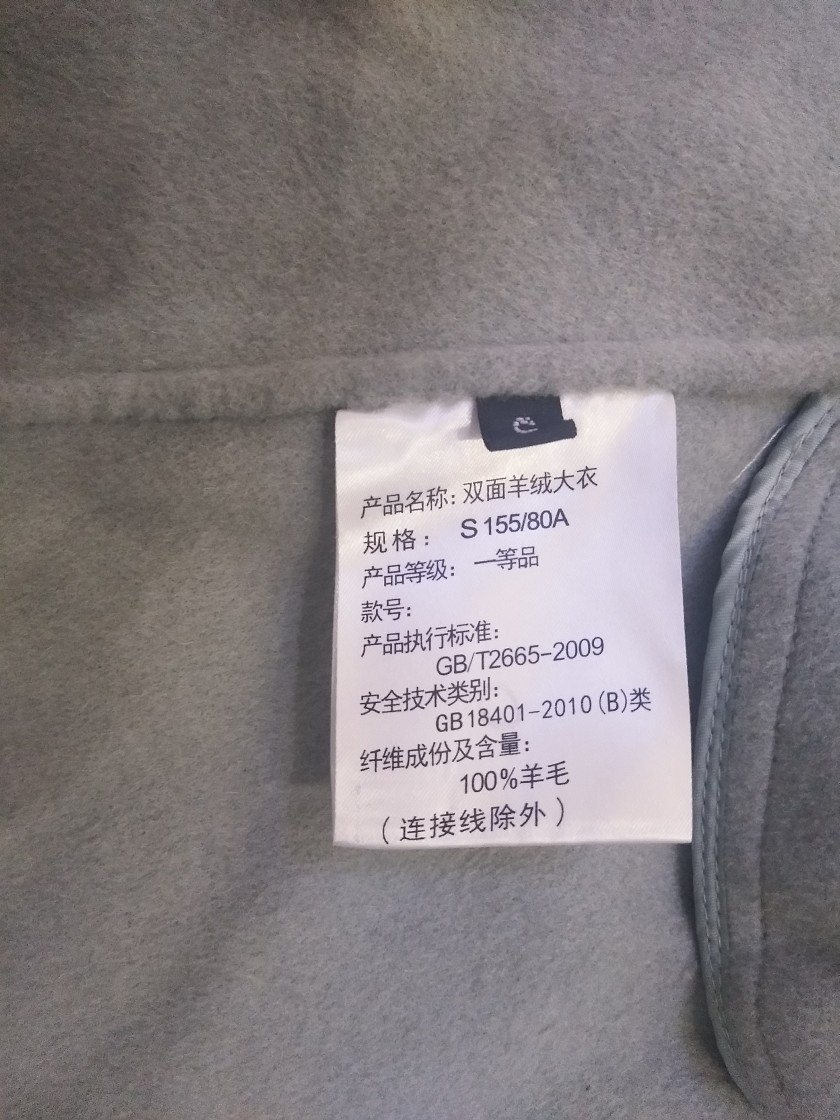 产品名称: 双面羊绒大衣
规格: S 155/80A
产品等级: 一等品
款号:
产品执行标准:
GB/T2665-2009
安全技术类别:
GB18401-2010(B)类
纤维成份及含量:
100%羊毛
(连接线除外)